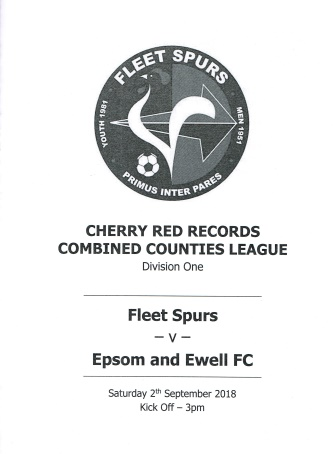 FLEET SPURS
YOUTH 1981
MEN 1951
PRIMUS INTER PARES
CHERRY RED RECORDS
COMBINED COUNTIES LEAGUE
Division One
Fleet Spurs
– v –
Epsom and Ewell FC
Saturday 2th September 2018
Kick Off – 3pm